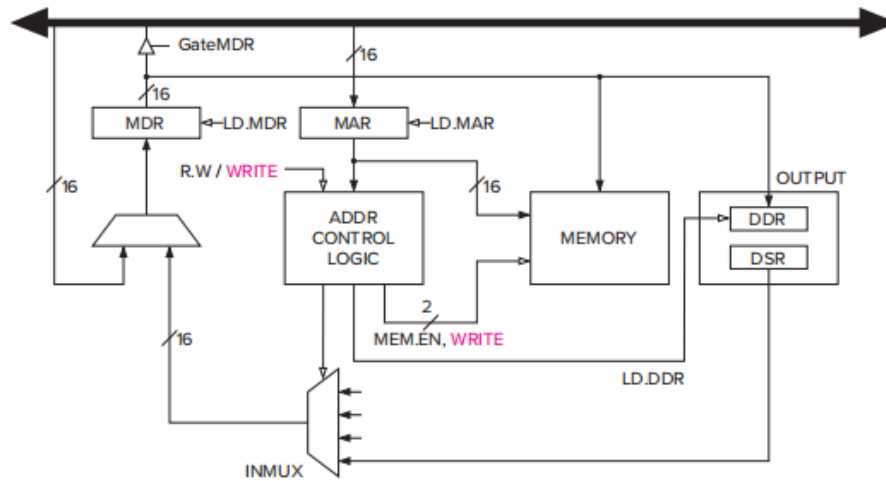 GateMDR
16
16
MDR
LD.MDR
MAR
LD.MAR
R.W / WRITE
16
16
OUTPUT
ADDR
CONTROL
LOGIC
MEMORY
DDR
DSR
2
MEM.EN, WRITE
16
LD.DDR
INMUX